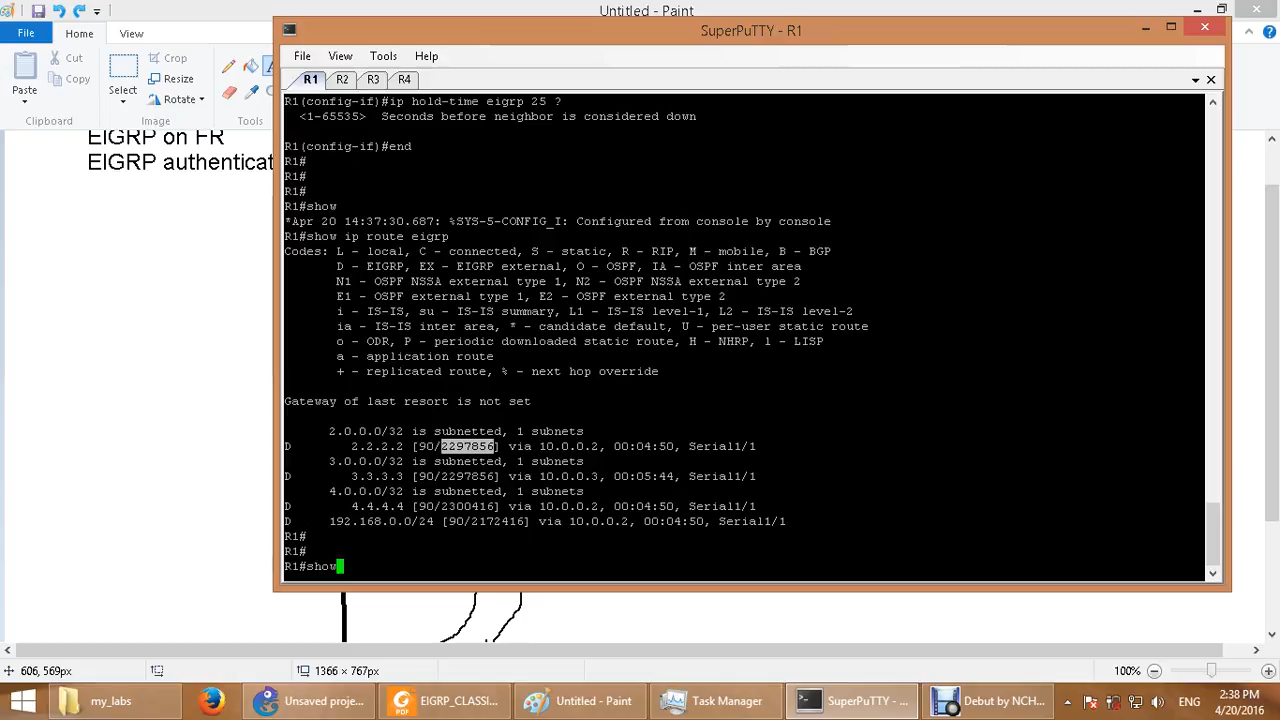 Untitled - Paint
File
Home
View
Paste
Cut
Copy
Clipboard
Select
Crop
Resize
Rotate
Image
Tools
EIGRP on FR
EIGRP authenticat
SuperPuTTY - R1
File View Tools Help
R1 R2 R3 R4
R1(config-if)#ip hold-time eigrp 25 ?
<1-65535> Seconds before neighbor is considered down
R1(config-if)#end
R1#
R1#
R1#
R1#show
*Apr 20 14:37:30.687: %SYS-5-CONFIG_I: Configured from console by console
R1#show ip route eigrp
Codes: L - local, C - connected, S - static, R - RIP, M - mobile, B - BGP
D - EIGRP, EX - EIGRP external, O - OSPF, IA - OSPF inter area
N1 - OSPF NSSA external type 1, N2 - OSPF NSSA external type 2
E1 - OSPF external type 1, E2 - OSPF external type 2
i - IS-IS, su - IS-IS summary, L1 - IS-IS level-1, L2 - IS-IS level-2
ia - IS-IS inter area, * - candidate default, U - per-user static route
o - ODR, P - periodic downloaded static route, H - NHRP, l - LISP
a - application route
+ - replicated route, % - next hop override
Gateway of last resort is not set
2.0.0.0/32 is subnetted, 1 subnets
D 2.2.2.2 [90/2297856] via 10.0.0.2, 00:04:50, Serial1/1
3.0.0.0/32 is subnetted, 1 subnets
D 3.3.3.3 [90/2297856] via 10.0.0.3, 00:05:44, Serial1/1
4.0.0.0/32 is subnetted, 1 subnets
D 4.4.4.4 [90/2300416] via 10.0.0.2, 00:04:50, Serial1/1
D 192.168.0.0/24 [90/2172416] via 10.0.0.2, 00:04:50, Serial1/1
R1#
R1#
R1#show
606, 569px
1366 × 767px
100%
my_labs
Unsaved proje...
EIGRP_CLASSI...
PDF
Untitled - Paint
Task Manager
SuperPuTTY - ...
Debut by NCH...
ENG
2:38 PM
4/20/2016